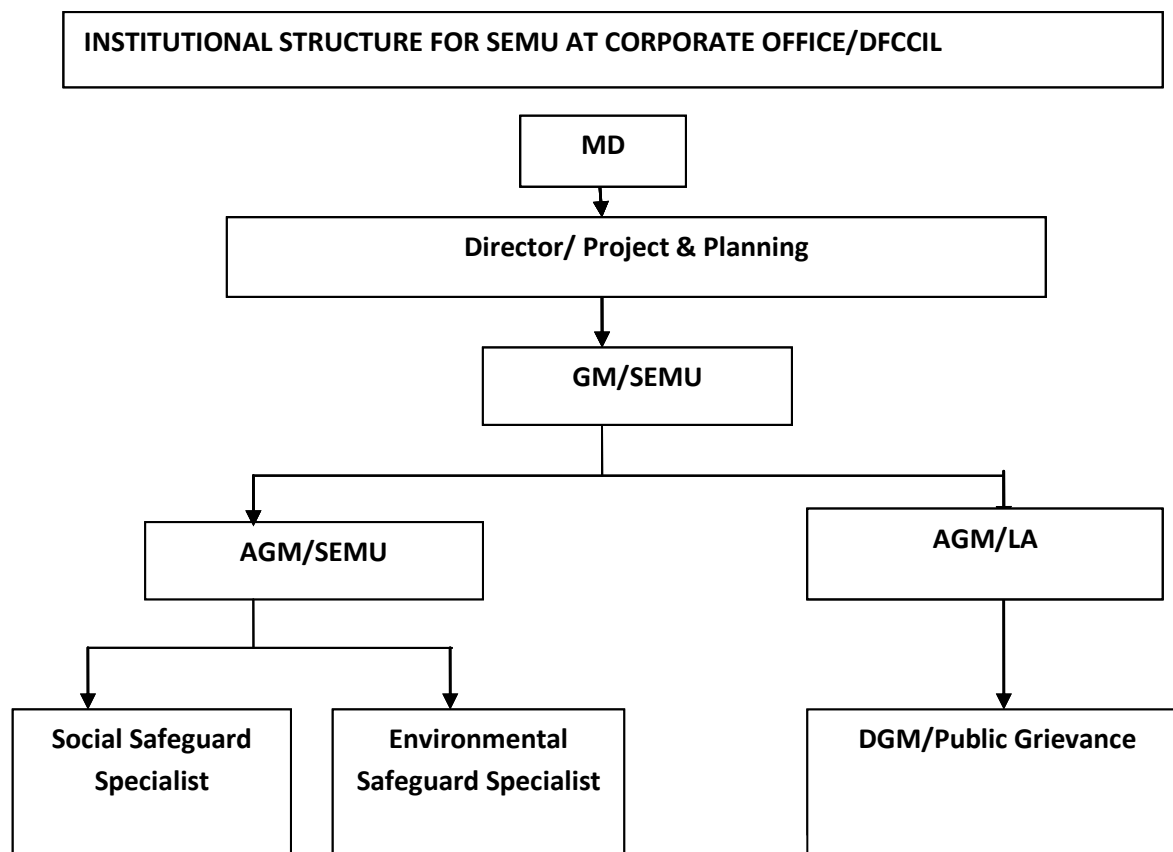 INSTITUTIONAL STRUCTURE FOR SEMU AT CORPORATE OFFICE/DFCCIL
MD
Director/ Project & Planning
GM/SEMU
AGM/SEMU
AGM/LA
Social Safeguard
Specialist
Environmental
Safeguard Specialist
DGM/Public Grievance